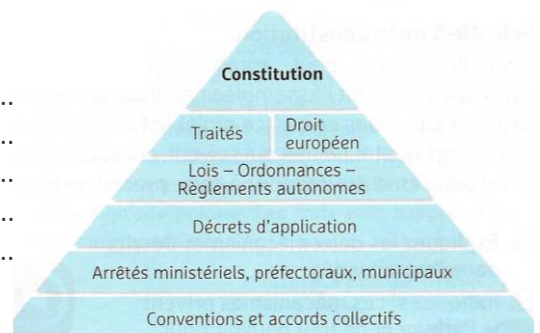 Constitution
Traités
Droit
européen
Lois – Ordonnances –
Règlements autonomes
Décrets d'application
Arrêtés ministériels, préfectoraux, municipaux
Conventions et accords collectifs
..
..
..
..
..